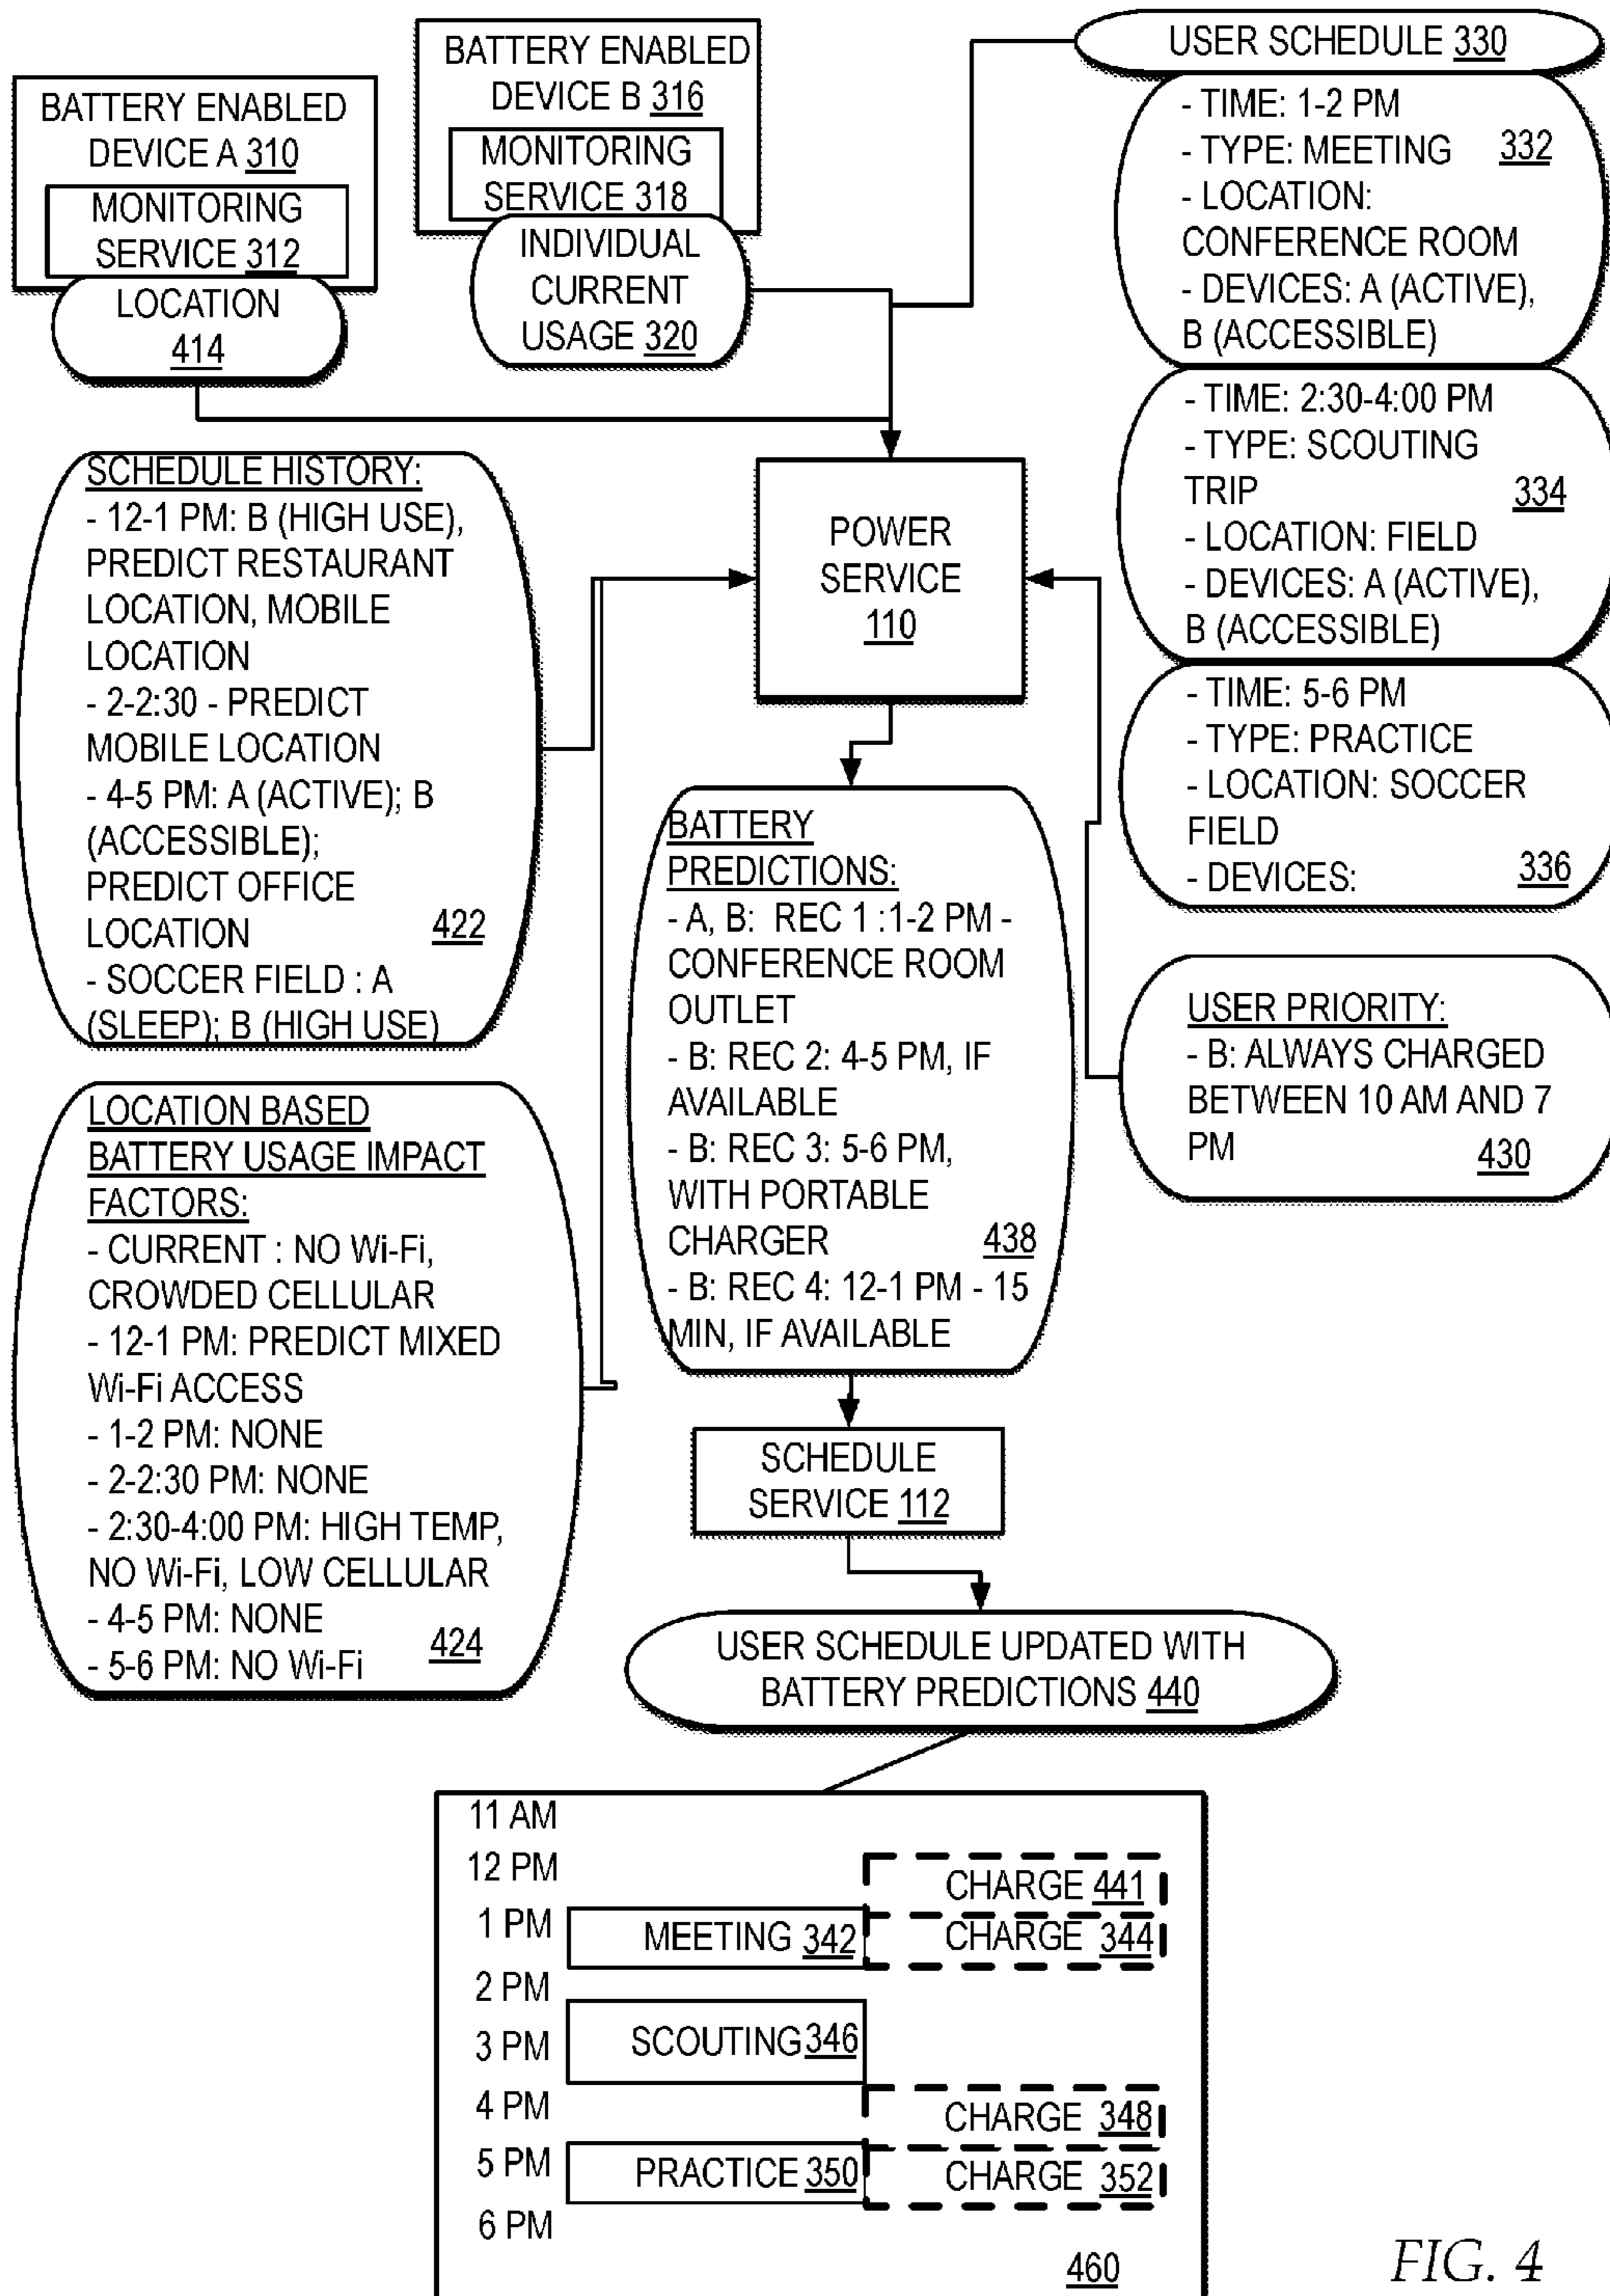 BATTERY ENABLED
DEVICE A 310
MONITORING
SERVICE 312
LOCATION
414
BATTERY ENABLED
DEVICE B 316
MONITORING
SERVICE 318
INDIVIDUAL
CURRENT
USAGE 320
USER SCHEDULE 330
- TIME: 1-2 PM
- TYPE: MEETING 332
- LOCATION:
CONFERENCE ROOM
- DEVICES: A (ACTIVE),
B (ACCESSIBLE)
- TIME: 2:30-4:00 PM
- TYPE: SCOUTING
TRIP 334
- LOCATION: FIELD
- DEVICES: A (ACTIVE),
B (ACCESSIBLE)
- TIME: 5-6 PM
- TYPE: PRACTICE
- LOCATION: SOCCER
FIELD
- DEVICES: 336
SCHEDULE HISTORY:
- 12-1 PM: B (HIGH USE),
PREDICT RESTAURANT
LOCATION, MOBILE
LOCATION
- 2-2:30 - PREDICT
MOBILE LOCATION
- 4-5 PM: A (ACTIVE); B
(ACCESSIBLE);
PREDICT OFFICE
LOCATION 422
- SOCCER FIELD : A
(SLEEP); B (HIGH USE)
POWER
SERVICE
110
USER PRIORITY:
- B: ALWAYS CHARGED
BETWEEN 10 AM AND 7
PM 430
LOCATION BASED
BATTERY USAGE IMPACT
FACTORS:
- CURRENT : NO Wi-Fi,
CROWDED CELLULAR
- 12-1 PM: PREDICT MIXED
Wi-Fi ACCESS
- 1-2 PM: NONE
- 2-2:30 PM: NONE
- 2:30-4:00 PM: HIGH TEMP,
NO Wi-Fi, LOW CELLULAR
- 4-5 PM: NONE
- 5-6 PM: NO Wi-Fi 424
BATTERY
PREDICTIONS:
- A, B: REC 1 :1-2 PM -
CONFERENCE ROOM
OUTLET
- B: REC 2: 4-5 PM, IF
AVAILABLE
- B: REC 3: 5-6 PM,
WITH PORTABLE
CHARGER 438
- B: REC 4: 12-1 PM - 15
MIN, IF AVAILABLE
SCHEDULE
SERVICE 112
USER SCHEDULE UPDATED WITH
BATTERY PREDICTIONS 440
11 AM
12 PM
CHARGE 441
1 PM MEETING 342 CHARGE 344
2 PM
3 PM SCOUTING 346
4 PM
CHARGE 348
5 PM PRACTICE 350 CHARGE 352
6 PM
460
FIG. 4